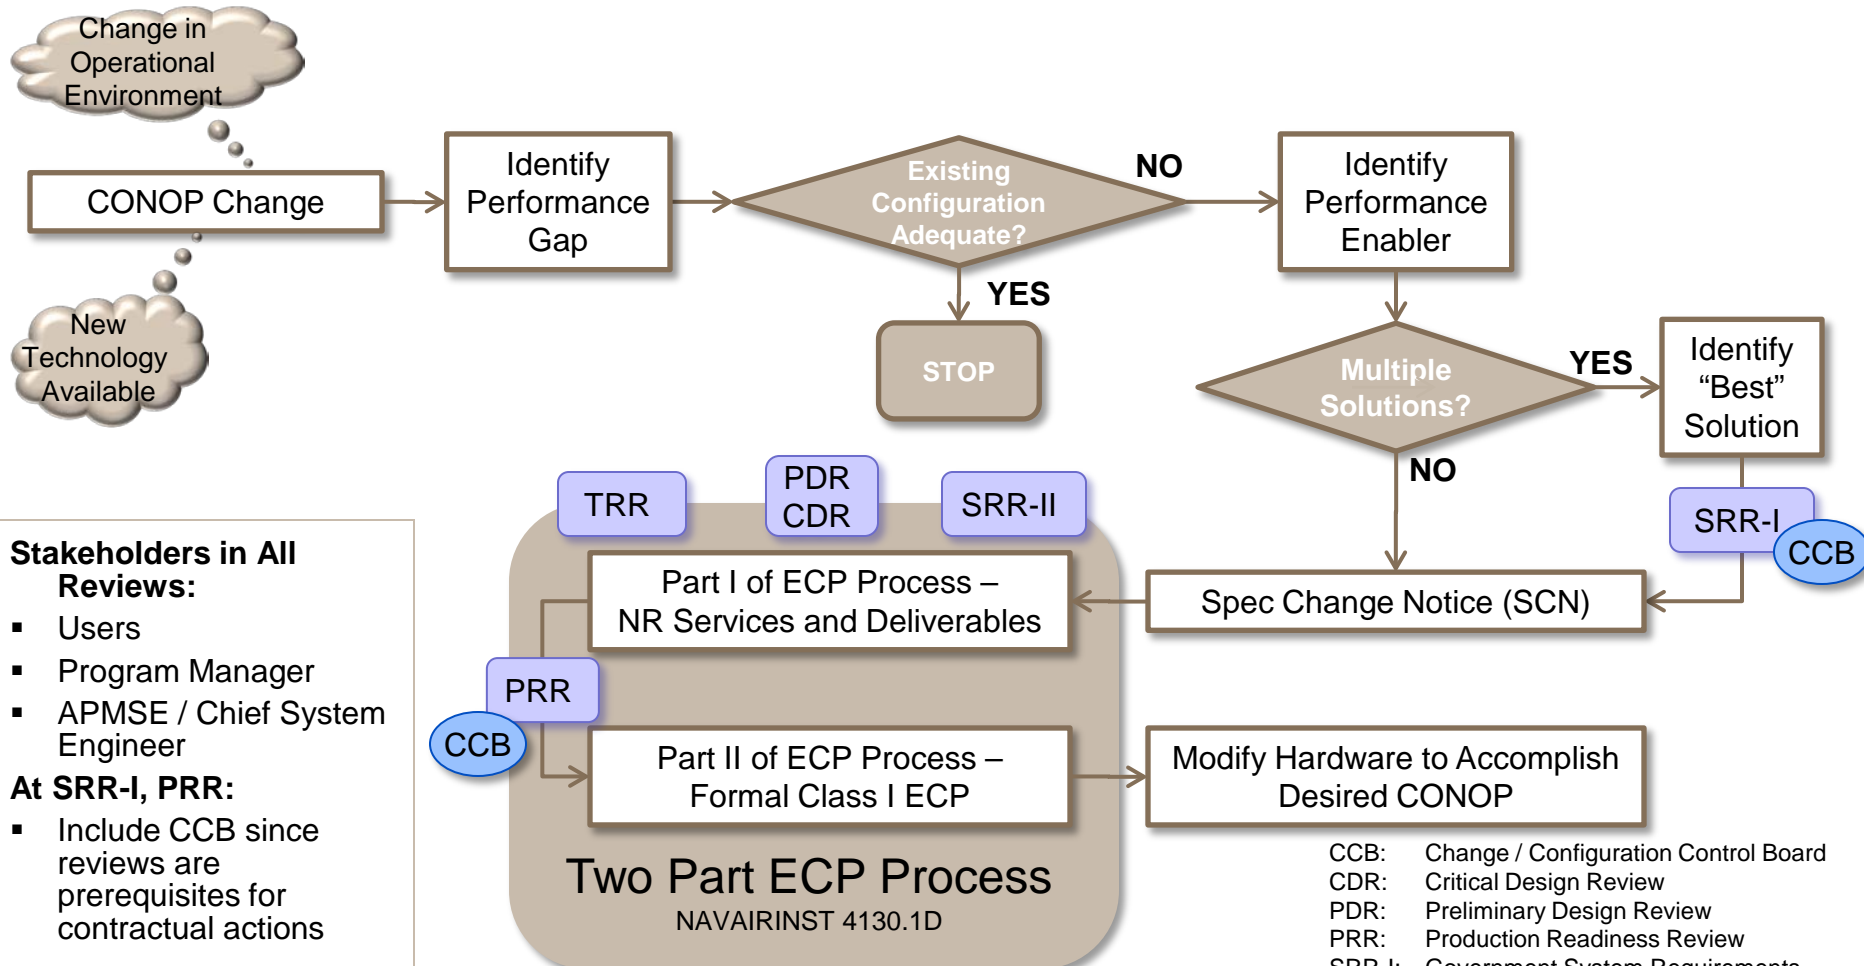 Change in
Operational
Environment
CONOP Change
New
Technology
Available
Identify
Performance
Gap
Existing
Configuration
Adequate?
NO
YES
STOP
Identify
Performance
Enabler
Multiple
Solutions?
YES
NO
Identify
“Best”
Solution
SRR-I
CCB
Spec Change Notice (SCN)
TRR
PDR
CDR
SRR-II
Part I of ECP Process –
NR Services and Deliverables
PRR
CCB
Part II of ECP Process –
Formal Class I ECP
Modify Hardware to Accomplish
Desired CONOP
Two Part ECP Process
NAVAIRINST 4130.1D
Stakeholders in All
Reviews:
▪ Users
▪ Program Manager
▪ APMSE / Chief System
Engineer
At SRR-I, PRR:
▪ Include CCB since
reviews are
prerequisites for
contractual actions
CCB: Change / Configuration Control Board
CDR: Critical Design Review
PDR: Preliminary Design Review
PRR: Production Readiness Review
SRR-I: Government System Requirements